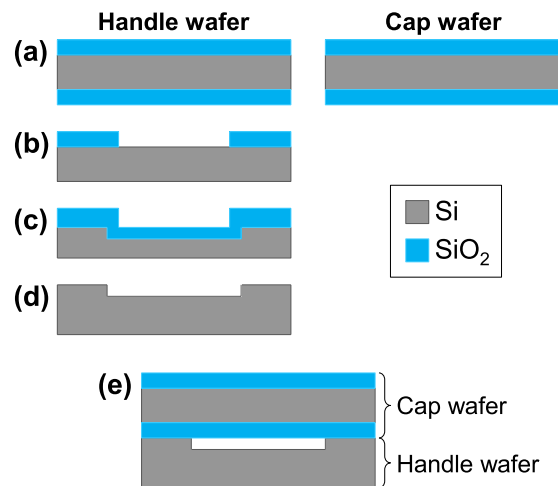 Handle wafer
Cap wafer
(a)
(b)
(c)
Si
SiO₂
(d)
(e)
Cap wafer
Handle wafer